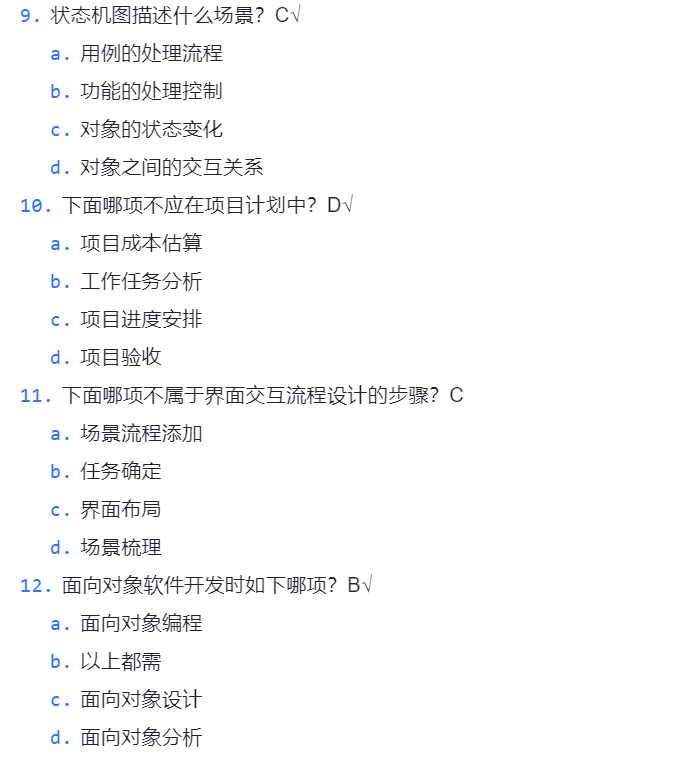 9. 状态机图描述什么场景？C√
a. 用例的处理流程
b. 功能的处理控制
c. 对象的状态变化
d. 对象之间的交互关系
10. 下面哪项不应在项目计划中？D√
a. 项目成本估算
b. 工作任务分析
c. 项目进度安排
d. 项目验收
11. 下面哪项不属于界面交互流程设计的步骤？C
a. 场景流程添加
b. 任务确定
c. 界面布局
d. 场景梳理
12. 面向对象软件开发时如下哪项？B√
a. 面向对象编程
b. 以上都需
c. 面向对象设计
d. 面向对象分析